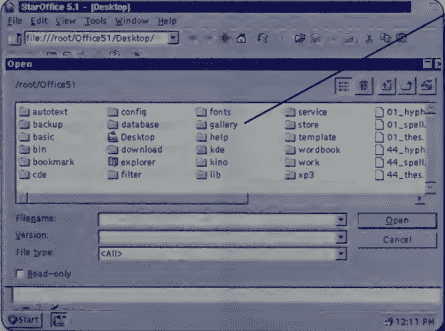 StarOffice 5.1 - [Desktop]
File Edit View Tools Window Help
file:///root/Office51/Desktop/
Open
/root/Office51
autotext config fonts service 01_hyph
backup database gallery store 01_spell.
basic Desktop help template 01_thes.
bin download kde wordbook 44_hyph
bookmark explorer kino work 44_spell.
cde filter lib xp3 44_thes.
Filename: Open
Version: Cancel
File type: <All>
Read-only
Start 12:11 PM